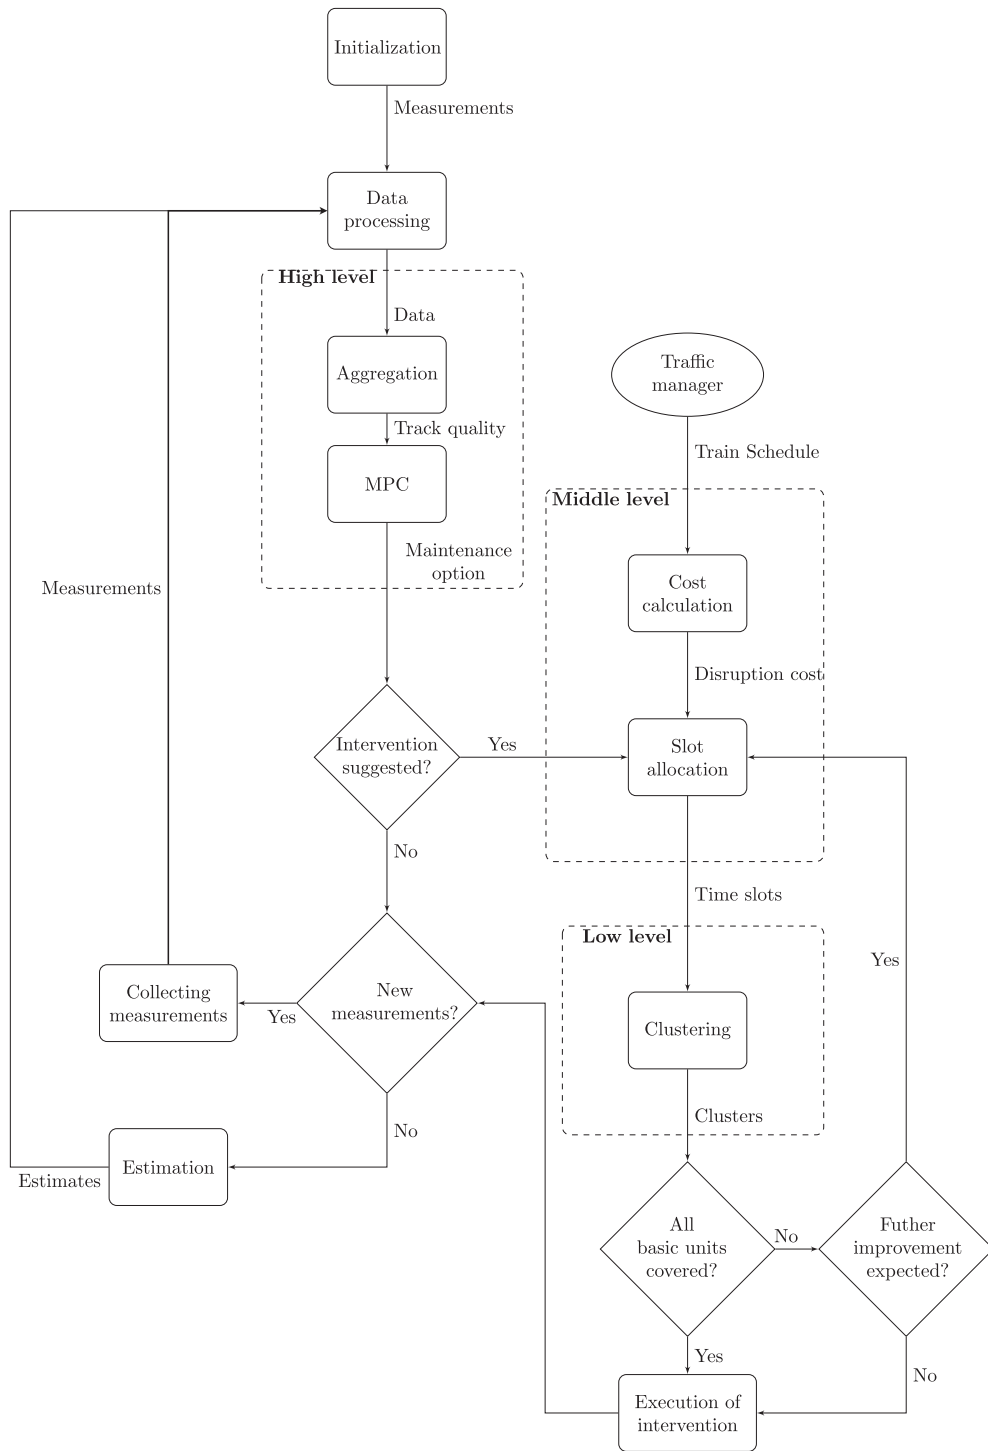 Initialization
Measurements
Data
processing
High level
Data
Aggregation
Track quality
MPC
Maintenance
option
Traffic
manager
Train Schedule
Middle level
Cost
calculation
Disruption cost
Slot
allocation
Measurements
Intervention
suggested?
Yes
No
Time slots
Low level
Yes
Clustering
Clusters
New
measurements?
Yes
Collecting
measurements
No
Estimation
Estimates
All
basic units
covered?
No
Futher
improvement
expected?
Yes
No
Execution of
intervention